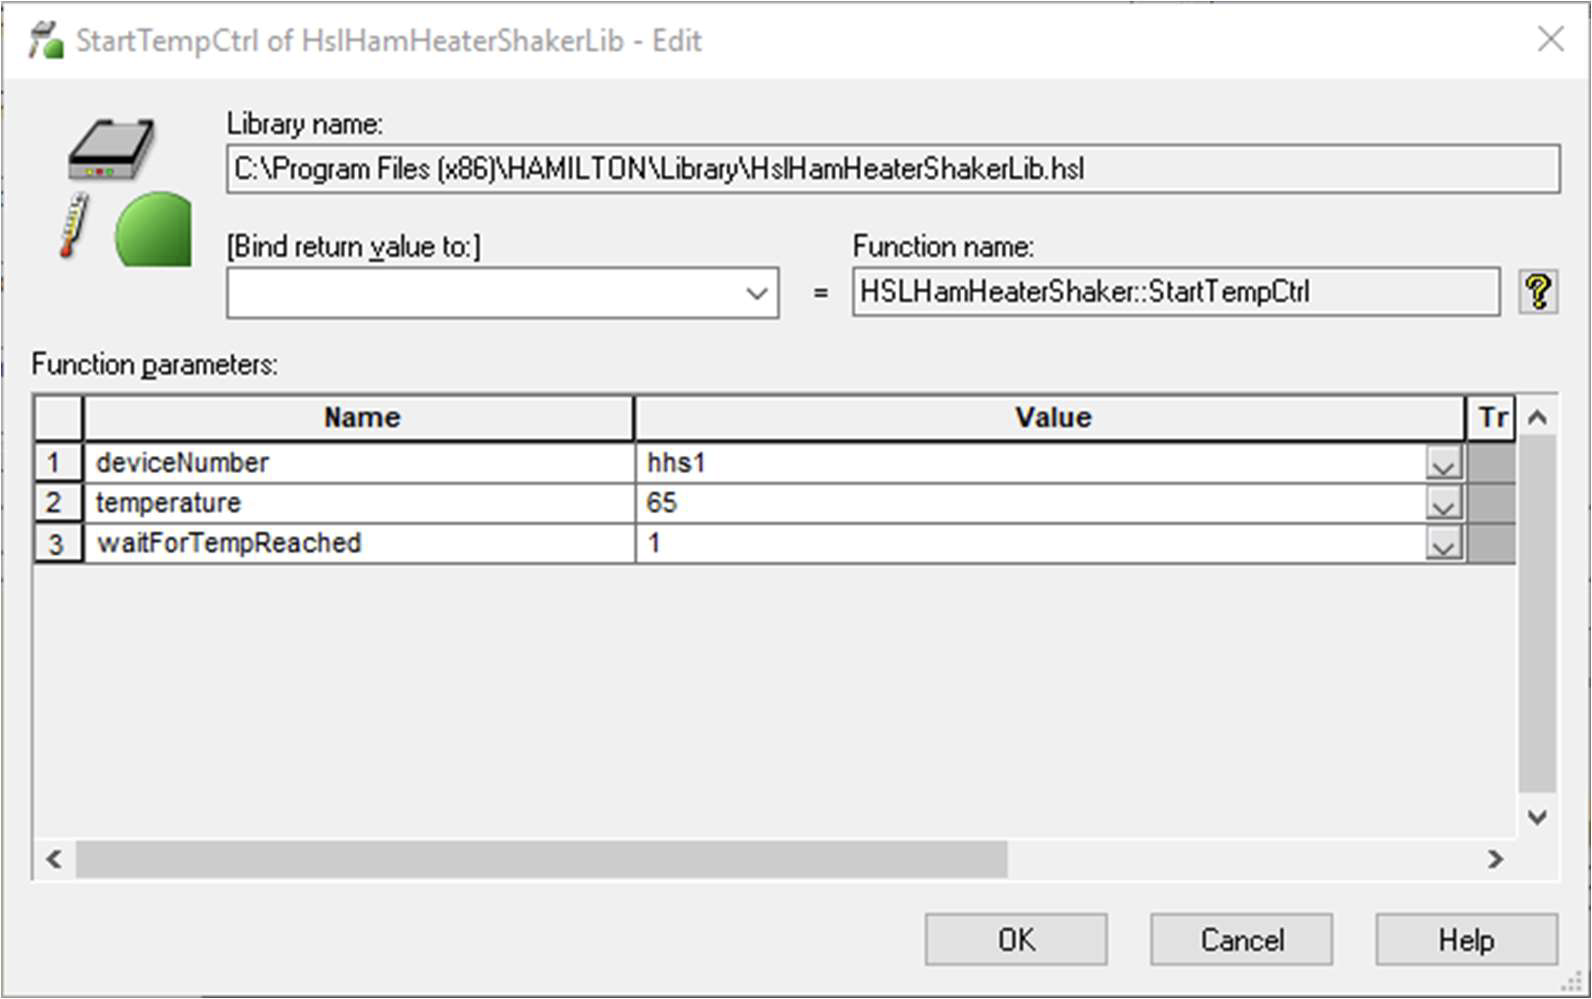 StartTempCtrl of HslHamHeaterShakerLib - Edit
Library name:
C:\Program Files (x86)\HAMILTON\Library\HslHamHeaterShakerLib.hsl
[Bind return value to:] Function name:
= HSLHamHeaterShaker::StartTempCtrl ?
Function parameters:
Name Value Tr
1 deviceNumber hhs1
2 temperature 65
3 waitForTempReached 1
OK Cancel Help